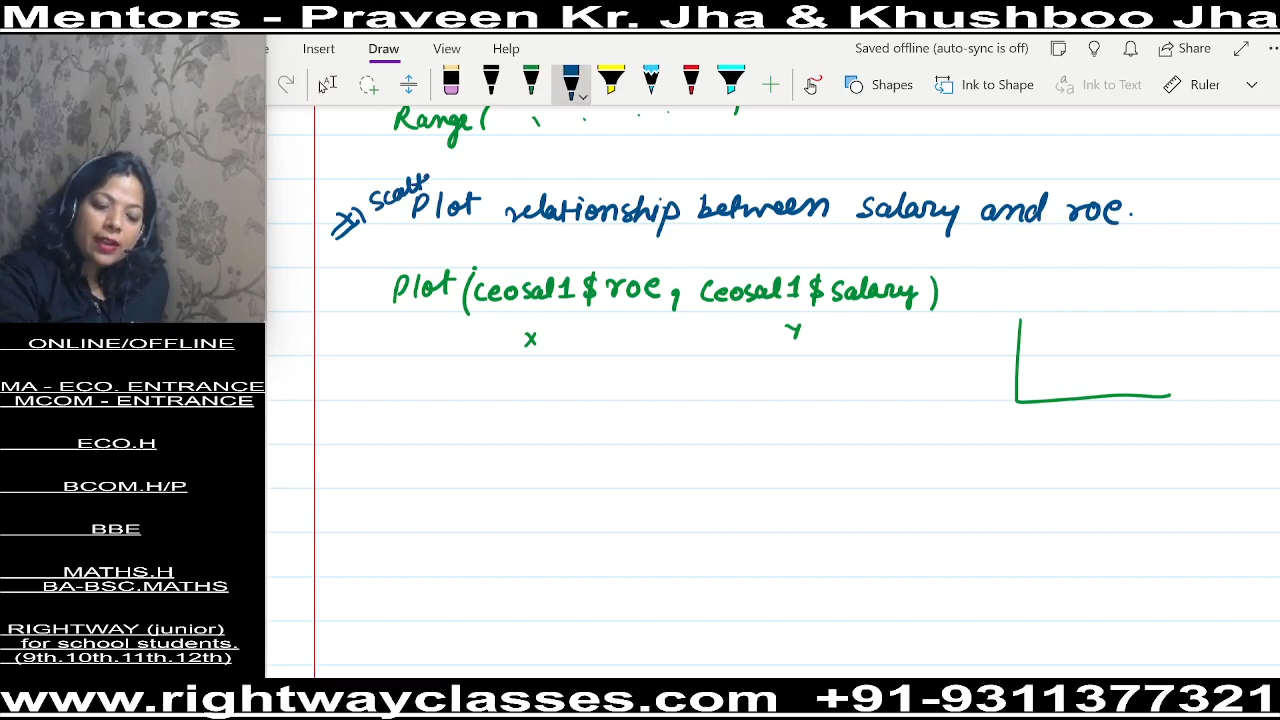 Mentors - Praveen Kr. Jha & Khushboo Jha
Insert Draw View Help Saved offline (auto-sync is off) Share
Shapes Ink to Shape Ink to Text Ruler
Range (
Scatt Plot relationship between salary and roe.
Plot (ceosal1 $ roe, ceosal1 $ salary)
x y
ONLINE/OFFLINE
MA - ECO. ENTRANCE
MCOM - ENTRANCE
ECO.H
BCOM.H/P
BBE
MATHS.H
BA-BSC.MATHS
RIGHTWAY (junior)
for school students.
(9th.10th.11th.12th)
www.rightwayclasses.com +91-9311377321